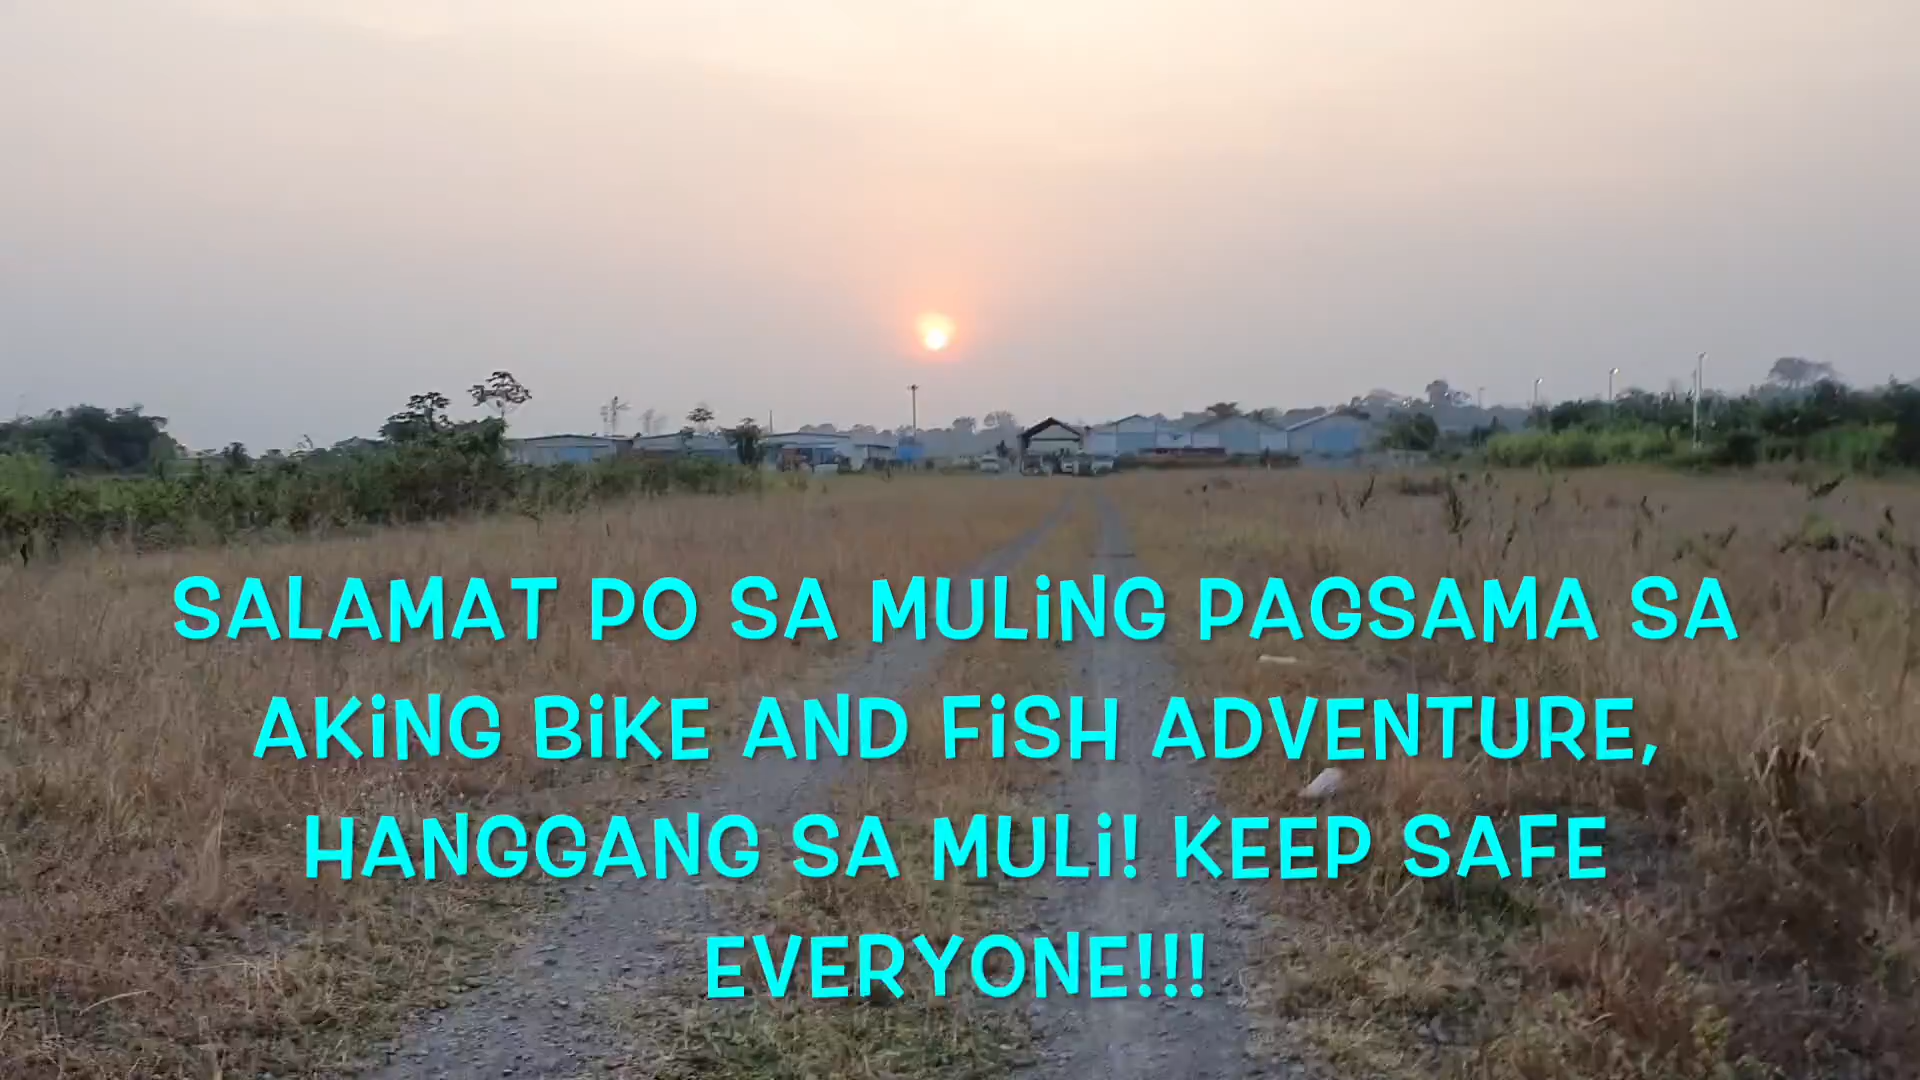 SALAMAT PO SA MULiNG PAGSAMA SA
AKiNG BiKE AND FiSH ADVENTURE,
HANGGANG SA MULi! KEEP SAFE
EVERYONE!!!